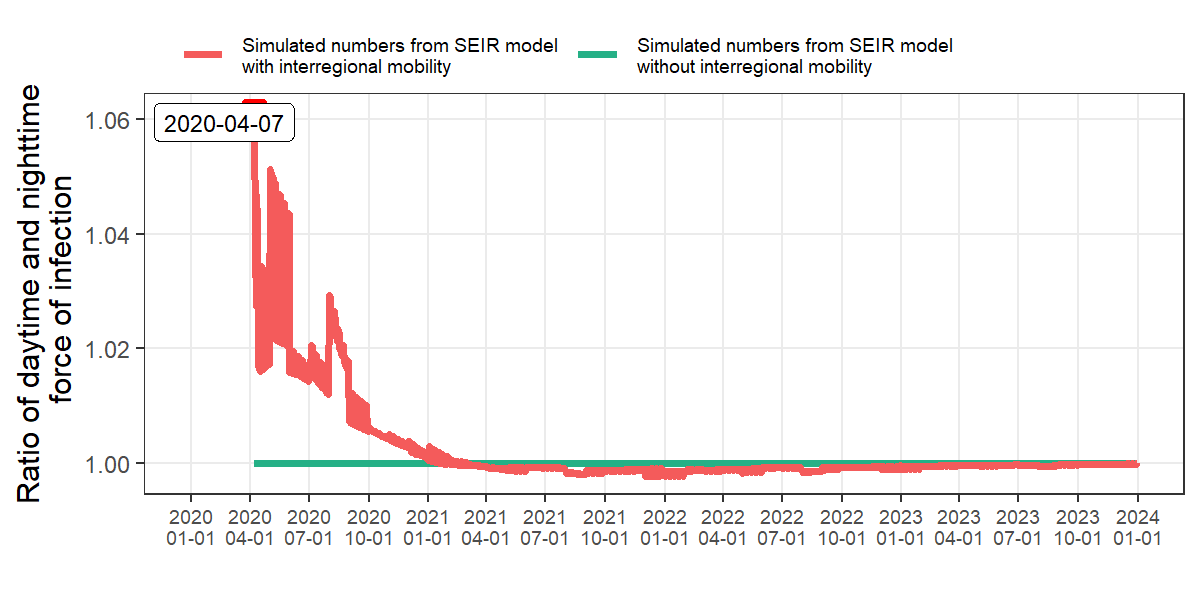 Simulated numbers from SEIR model
with interregional mobility
Simulated numbers from SEIR model
without interregional mobility
Ratio of daytime and nighttime
force of infection
1.06
1.04
1.02
1.00
2020-04-07
2020 2020 2020 2020 2021 2021 2021 2021 2022 2022 2022 2022 2023 2023 2023 2023 2024
01-01 04-01 07-01 10-01 01-01 04-01 07-01 10-01 01-01 04-01 07-01 10-01 01-01 04-01 07-01 10-01 01-01